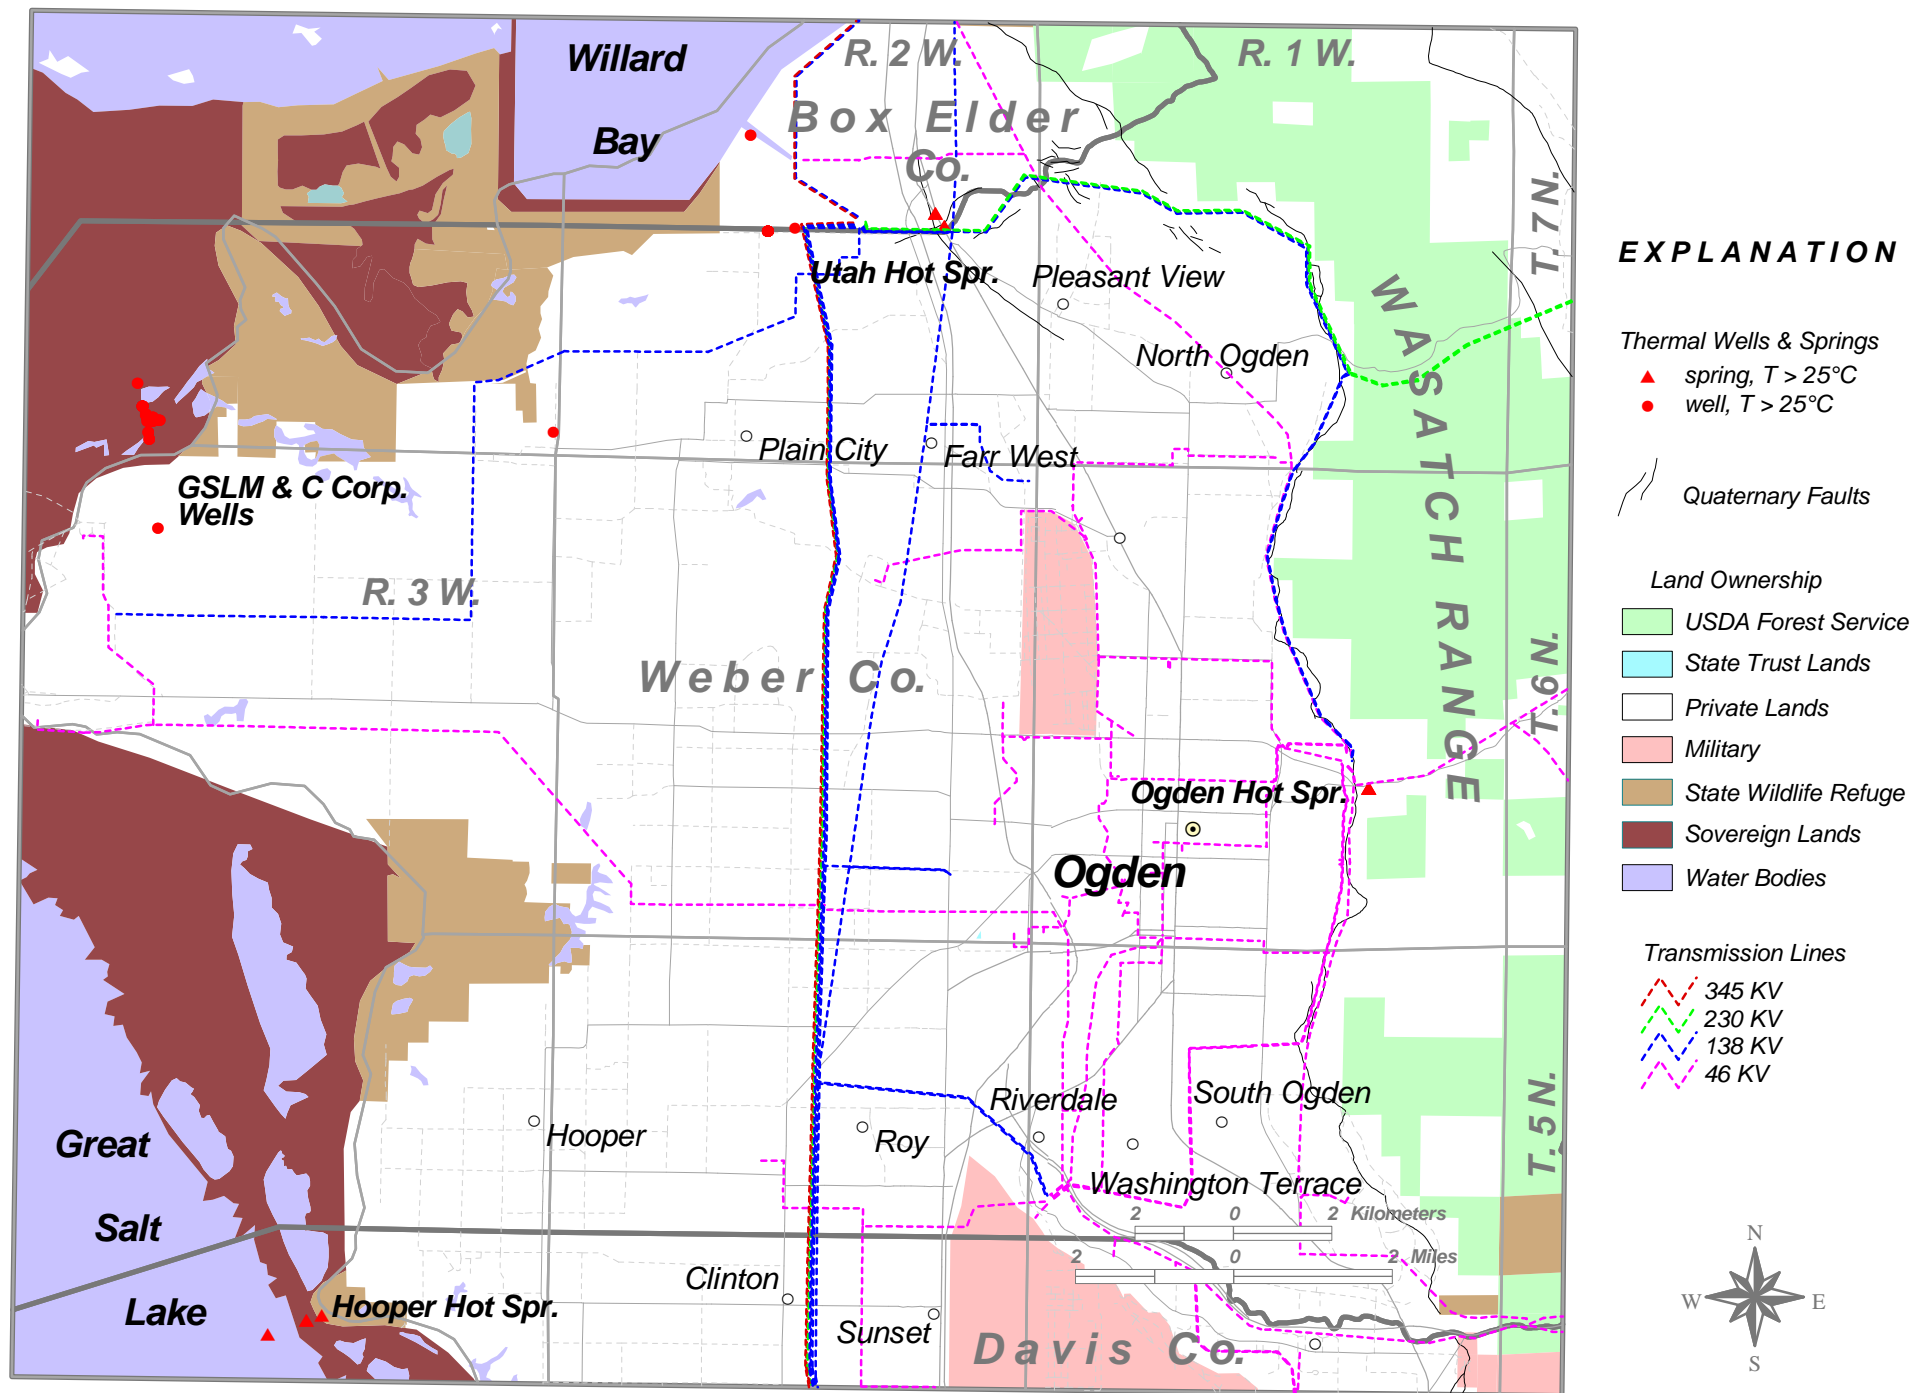 Willard
Bay
R. 2 W.
R. 1 W.
Box Elder
Co.
T. 7 N.
Utah Hot Spr.
Pleasant View
North Ogden
WASATCH RANGE
Plain City
Farr West
GSLM & C Corp.
Wells
R. 3 W.
Weber Co.
T. 6 N.
Ogden Hot Spr.
Ogden
Riverdale
South Ogden
Hooper
Roy
Washington Terrace
T. 5 N.
Great
Salt
Lake
2 0 2 Kilometers
2 0 2 Miles
Clinton
Hooper Hot Spr.
Sunset
Davis Co.
EXPLANATION
Thermal Wells & Springs
spring, T > 25°C
well, T > 25°C
Quaternary Faults
Land Ownership
USDA Forest Service
State Trust Lands
Private Lands
Military
State Wildlife Refuge
Sovereign Lands
Water Bodies
Transmission Lines
345 KV
230 KV
138 KV
46 KV
N
W E
S